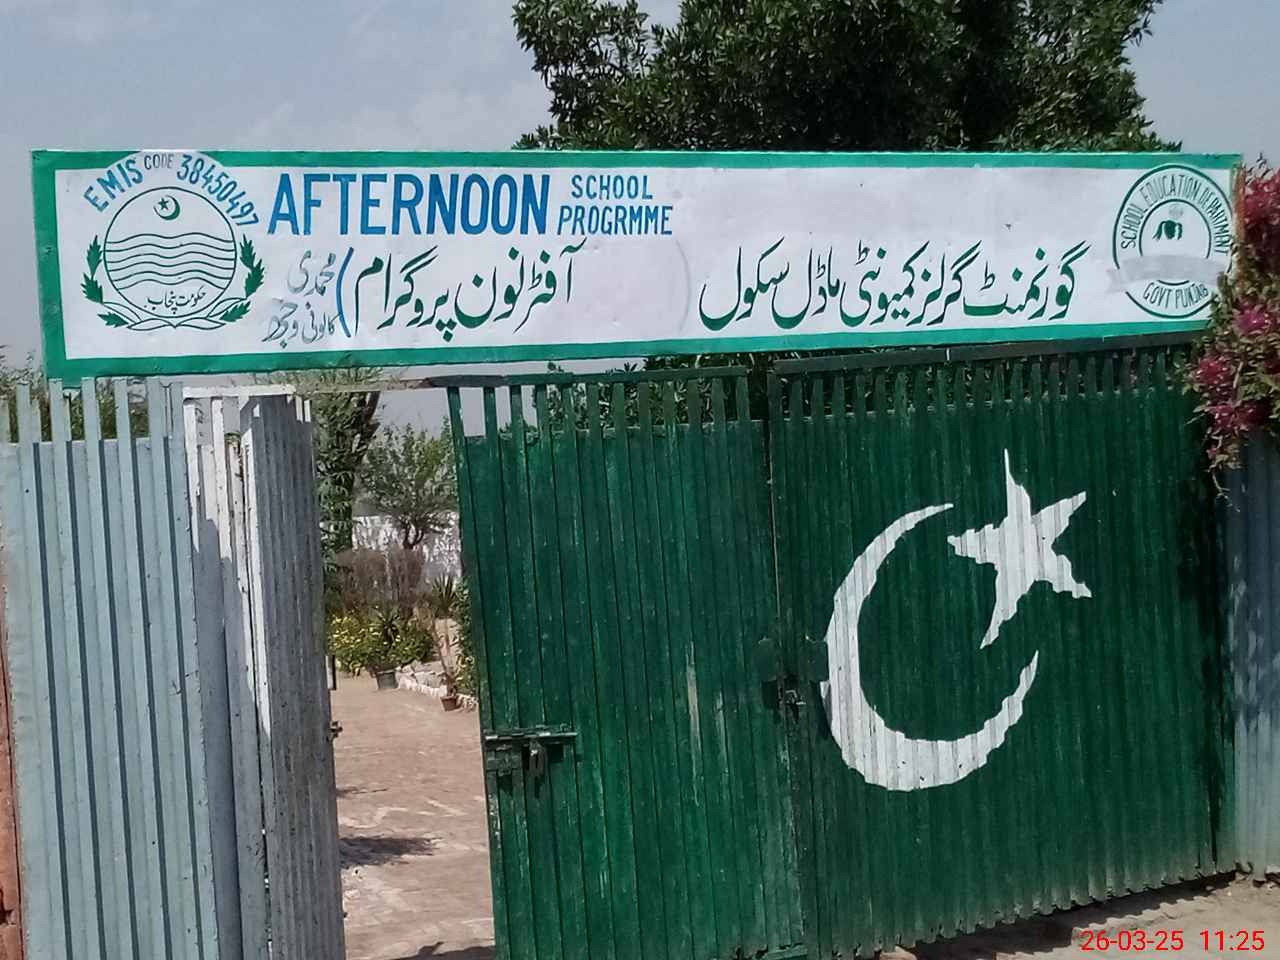 EMIS CODE 38450497
حکومت پنجاب
AFTERNOON SCHOOL PROGRMME
SCHOOL EDUCATION DEPARTMENT
GOVT PUNJAB
گورنمنٹ گرلز کمیونٹی ماڈل سکول
آفٹرنون پروگرام (محمدی
کالونی
26-03-25 11:25